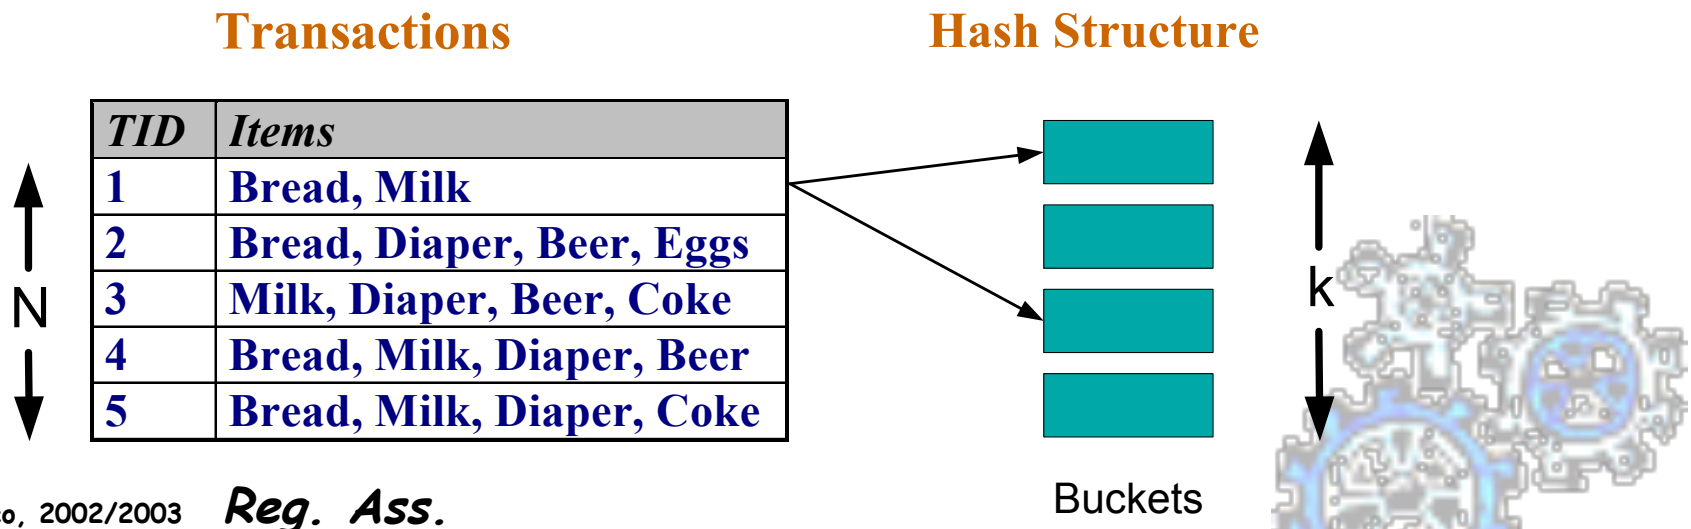 Transactions
Hash Structure
TID Items
1 Bread, Milk
2 Bread, Diaper, Beer, Eggs
3 Milk, Diaper, Beer, Coke
4 Bread, Milk, Diaper, Beer
5 Bread, Milk, Diaper, Coke
N
k
Buckets
, 2002/2003 Reg. Ass.